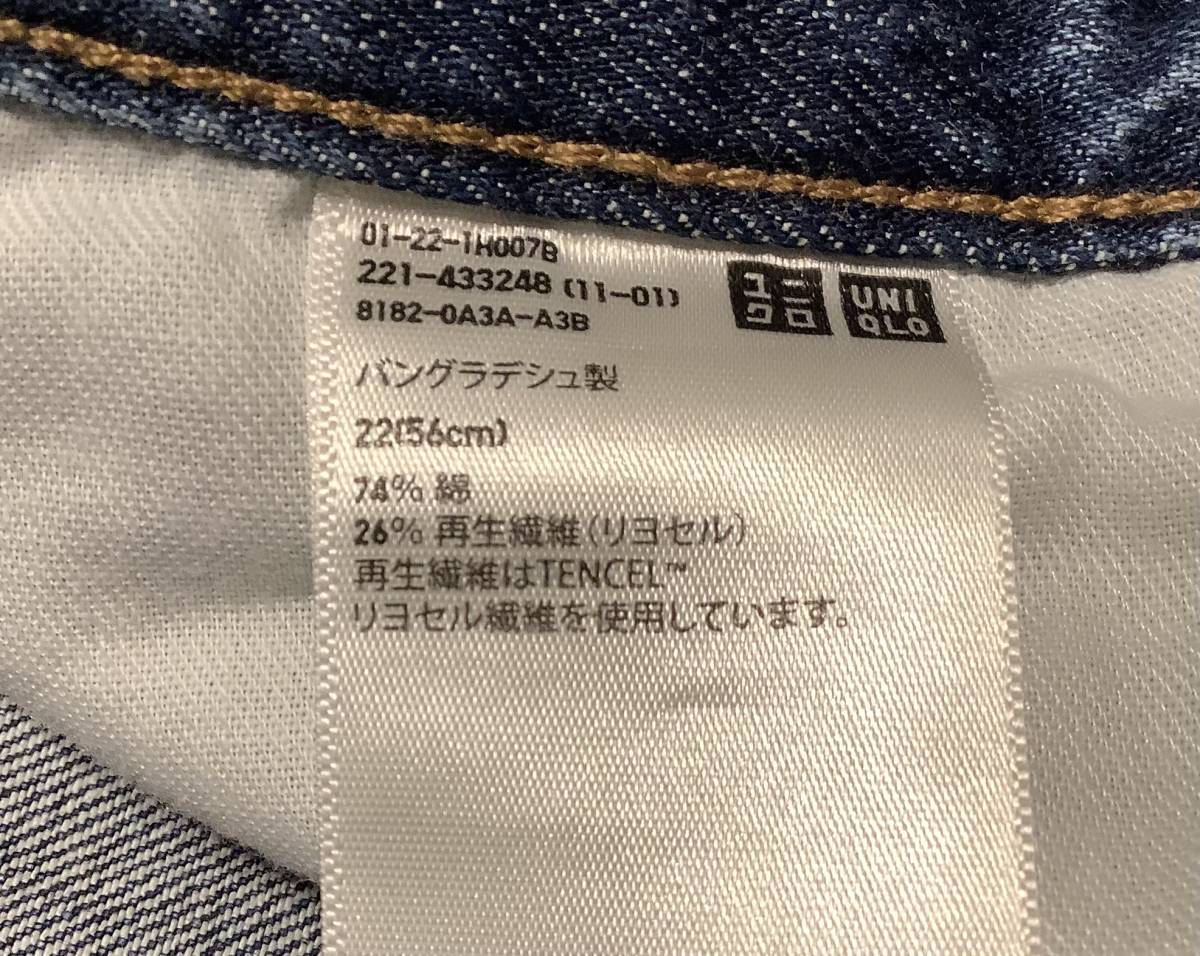 01-22-1H007B
221-433248 (11-01)
8182-0A3A-A3B
ユニクロ
UNIQLO
バングラデシュ製
22(56cm)
74% 綿
26% 再生繊維(リヨセル)
再生繊維はTENCEL™
リヨセル繊維を使用しています。